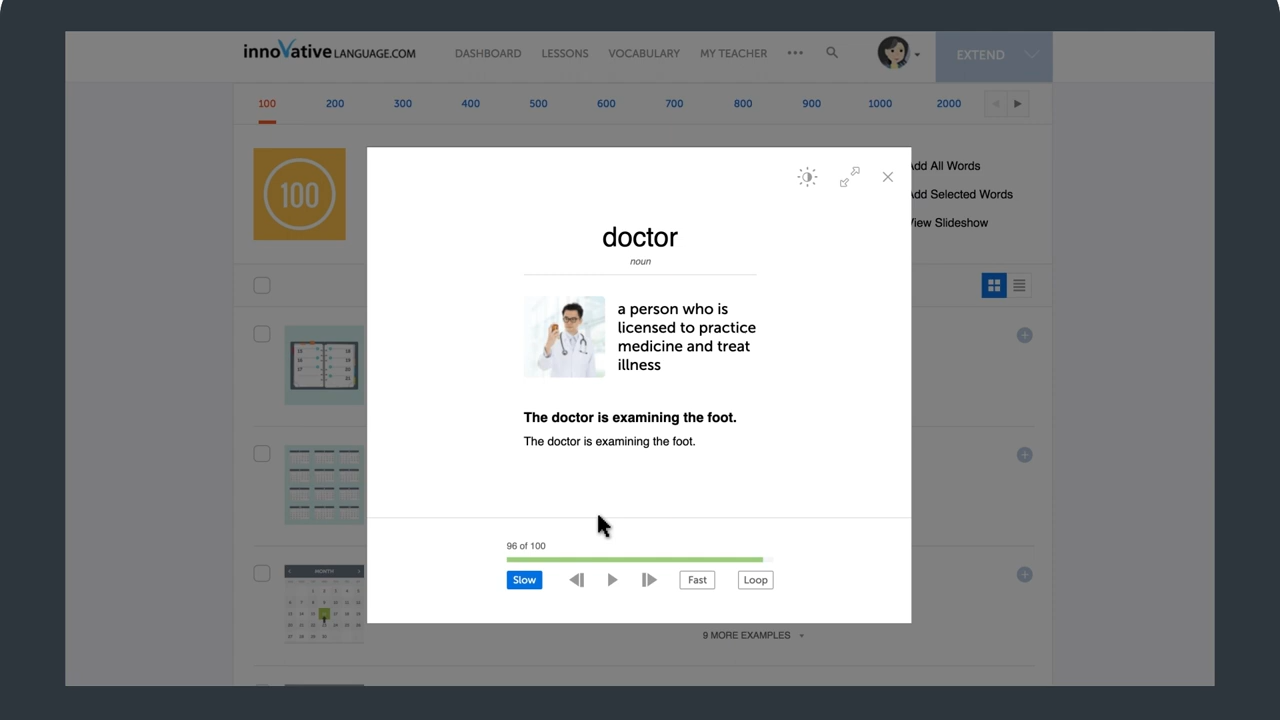 innoVative LANGUAGE.COM
DASHBOARD LESSONS VOCABULARY MY TEACHER
EXTEND
100 200 300 400 500 600 700 800 900 1000 2000
100
dd All Words
dd Selected Words
iew Slideshow
doctor
noun
a person who is
licensed to practice
medicine and treat
illness
The doctor is examining the foot.
The doctor is examining the foot.
MONTH
96 of 100
Slow Fast Loop
9 MORE EXAMPLES